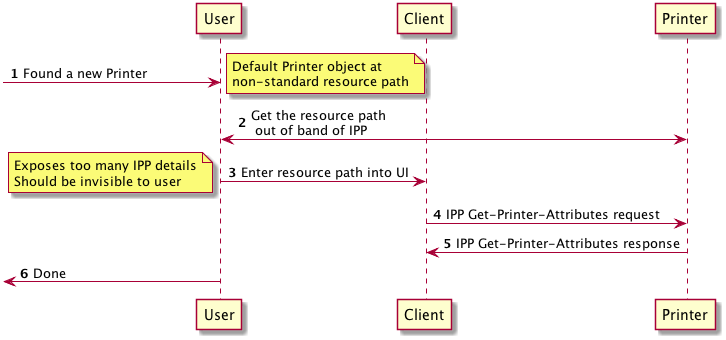 User
Client
Printer
1 Found a new Printer
Default Printer object at
non-standard resource path
2 Get the resource path
out of band of IPP
Exposes too many IPP details
Should be invisible to user
3 Enter resource path into UI
4 IPP Get-Printer-Attributes request
5 IPP Get-Printer-Attributes response
6 Done
User
Client
Printer